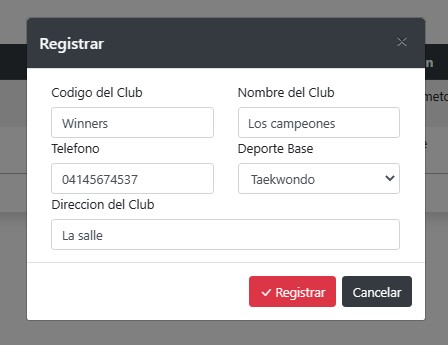 Registrar ×
Codigo del Club Nombre del Club
Winners Los campeones
Telefono Deporte Base
04145674537 Taekwondo
Direccion del Club
La salle
Registrar Cancelar